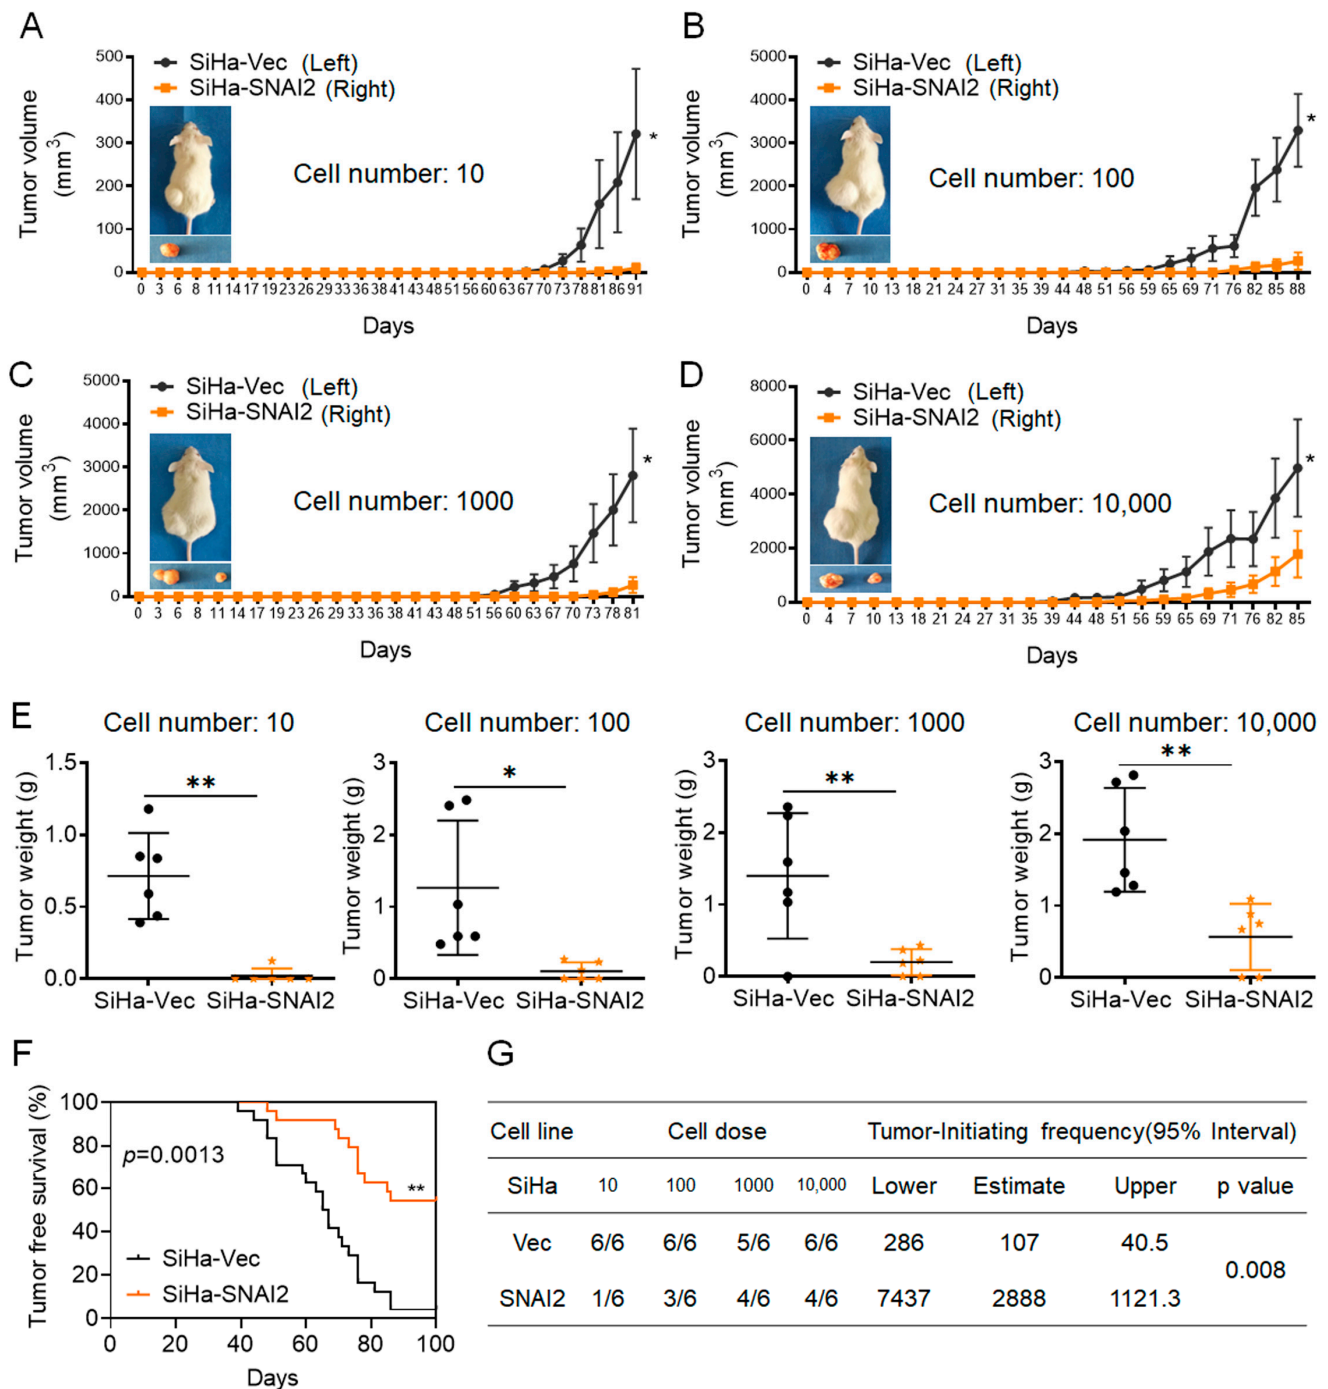 A
SiHa-Vec (Left)
SiHa-SNAI2 (Right)
Cell number: 10
Tumor volume
(mm3)
500
400
300
200
100
0
0 3 6 8 11 14 17 19 23 26 29 33 36 38 41 43 48 51 56 60 63 67 70 73 78 81 86 91
Days
*
B
SiHa-Vec (Left)
SiHa-SNAI2 (Right)
Cell number: 100
Tumor volume
(mm3)
5000
4000
3000
2000
1000
0
0 4 7 10 13 18 21 24 27 31 35 39 44 48 51 56 59 65 69 71 76 82 85 88
Days
*
C
SiHa-Vec (Left)
SiHa-SNAI2 (Right)
Cell number: 1000
Tumor volume
(mm3)
5000
4000
3000
2000
1000
0
0 3 6 8 11 14 17 19 23 26 29 33 36 38 41 43 48 51 56 60 63 67 70 73 78 81
Days
*
D
SiHa-Vec (Left)
SiHa-SNAI2 (Right)
Cell number: 10,000
Tumor volume
(mm3)
8000
6000
4000
2000
0
0 4 7 10 13 18 21 24 27 31 35 39 44 48 51 56 59 65 69 71 76 82 85
Days
*
E
Cell number: 10
Tumor weight (g)
1.5
1.0
0.5
0.0
**
SiHa-Vec SiHa-SNAI2
Cell number: 100
Tumor weight (g)
3
2
1
0
*
SiHa-Vec SiHa-SNAI2
Cell number: 1000
Tumor weight (g)
3
2
1
0
**
SiHa-Vec SiHa-SNAI2
Cell number: 10,000
Tumor weight (g)
3
2
1
0
**
SiHa-Vec SiHa-SNAI2
F
Tumor free survival (%)
100
80
60
40
20
0
p=0.0013
**
SiHa-Vec
SiHa-SNAI2
0 20 40 60 80 100
Days
G
Cell line Cell dose Tumor-Initiating frequency(95% Interval)
SiHa 10 100 1000 10,000 Lower Estimate Upper p value
Vec 6/6 6/6 5/6 6/6 286 107 40.5
0.008
SNAI2 1/6 3/6 4/6 4/6 7437 2888 1121.3